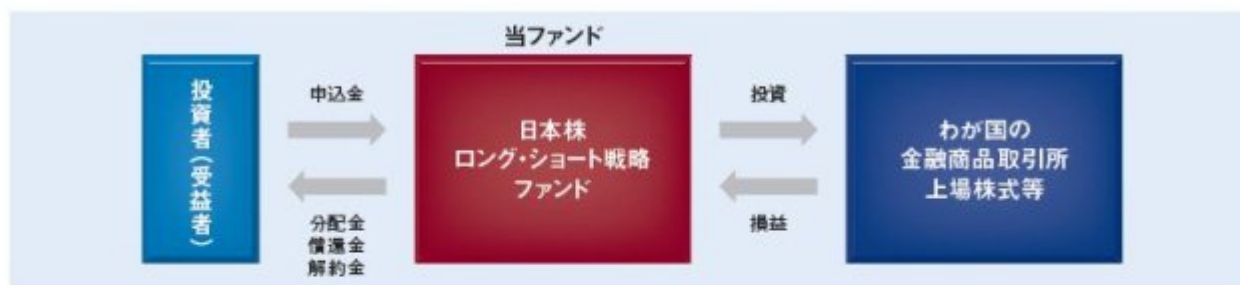 当ファンド
投資者（受益者）
申込金
分配金
償還金
解約金
日本株
ロング・ショート戦略
ファンド
投資
損益
わが国の
金融商品取引所
上場株式等